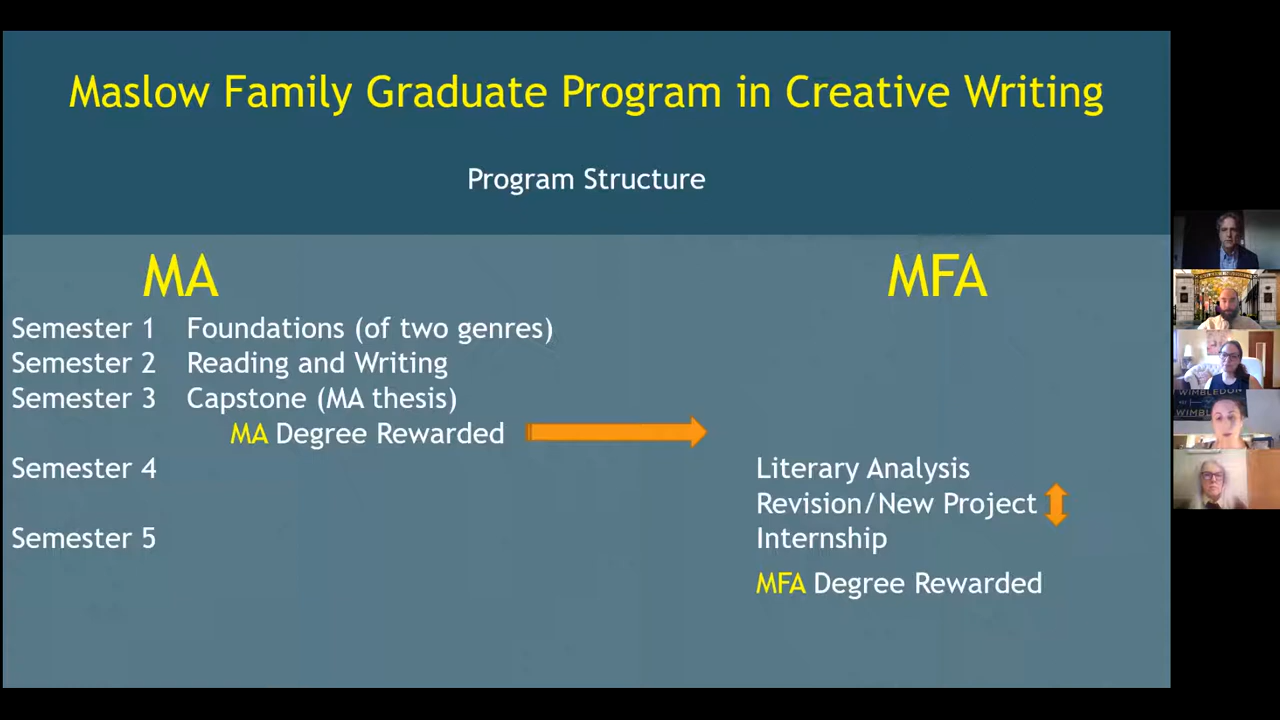 Maslow Family Graduate Program in Creative Writing
Program Structure
MA
MFA
Semester 1 Foundations (of two genres)
Semester 2 Reading and Writing
Semester 3 Capstone (MA thesis)
MA Degree Rewarded
Semester 4 Literary Analysis
Revision/New Project
Semester 5 Internship
MFA Degree Rewarded
WIMBLEDON
WIMBL